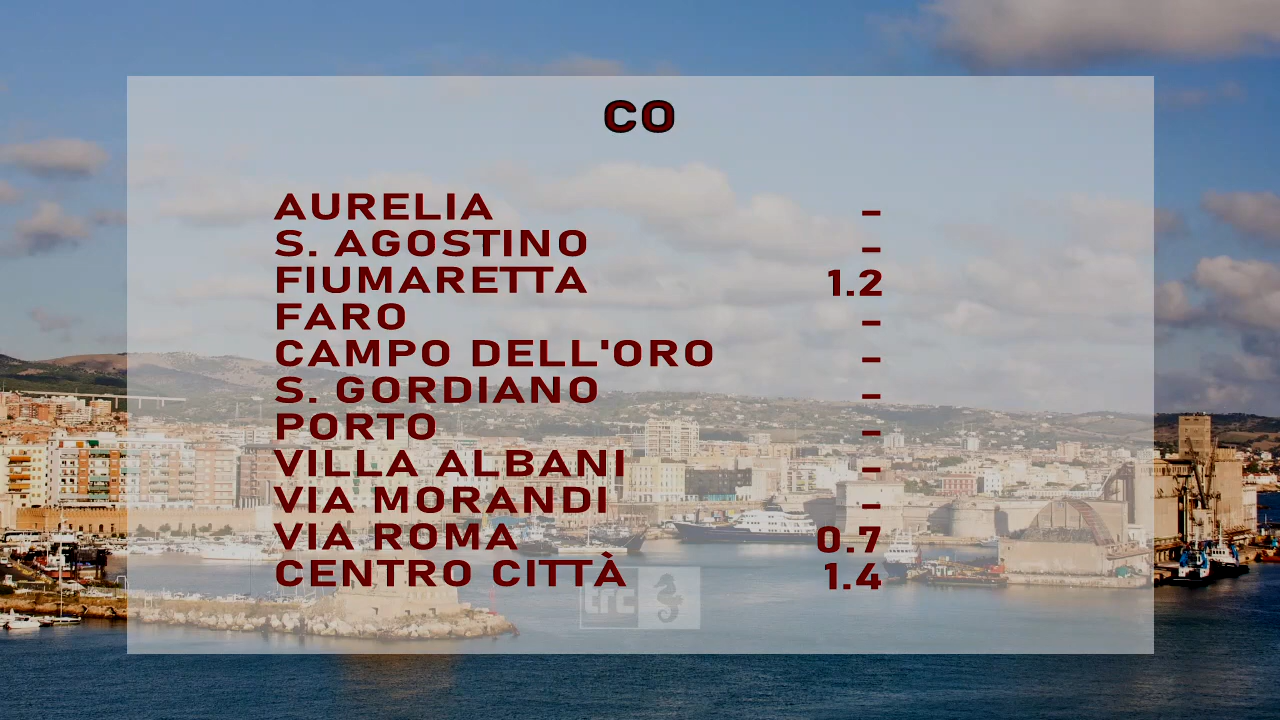 CO
AURELIA –
S. AGOSTINO –
FIUMARETTA 1.2
FARO –
CAMPO DELL'ORO –
S. GORDIANO –
PORTO –
VILLA ALBANI –
VIA MORANDI –
VIA ROMA 0.7
CENTRO CITTÀ 1.4
trc